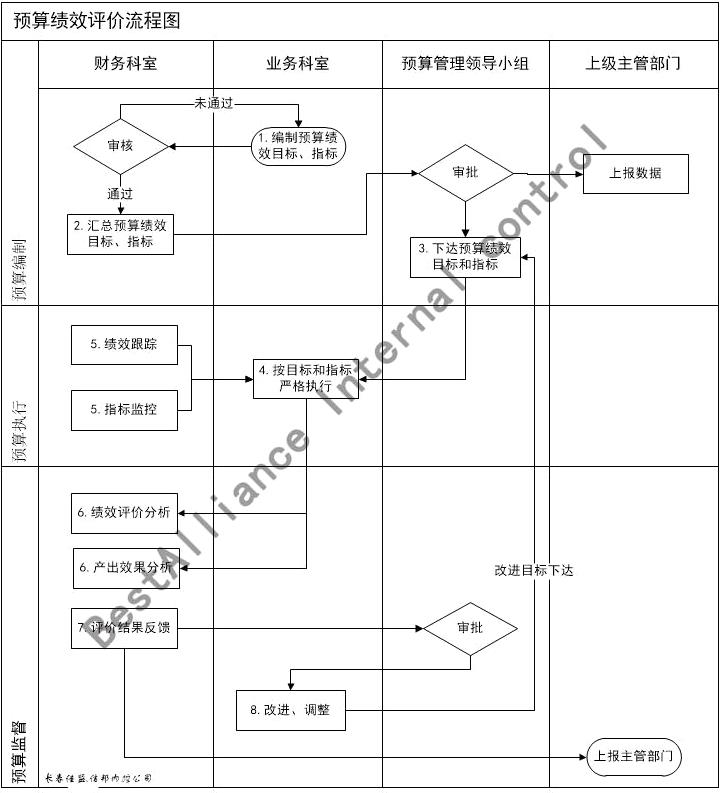 预算绩效评价流程图
财务科室
业务科室
预算管理领导小组
上级主管部门
预算编制
未通过
审核
1.编制预算绩
效目标、指标
通过
2.汇总预算绩效
目标、指标
审批
上报数据
3.下达预算绩效
目标和指标
预算执行
5.绩效跟踪
4.按目标和指标
严格执行
5.指标监控
预算监督
6.绩效评价分析
6.产出效果分析
改进目标下达
7.评价结果反馈
审批
8.改进、调整
上报主管部门
BestAlliance Internal control